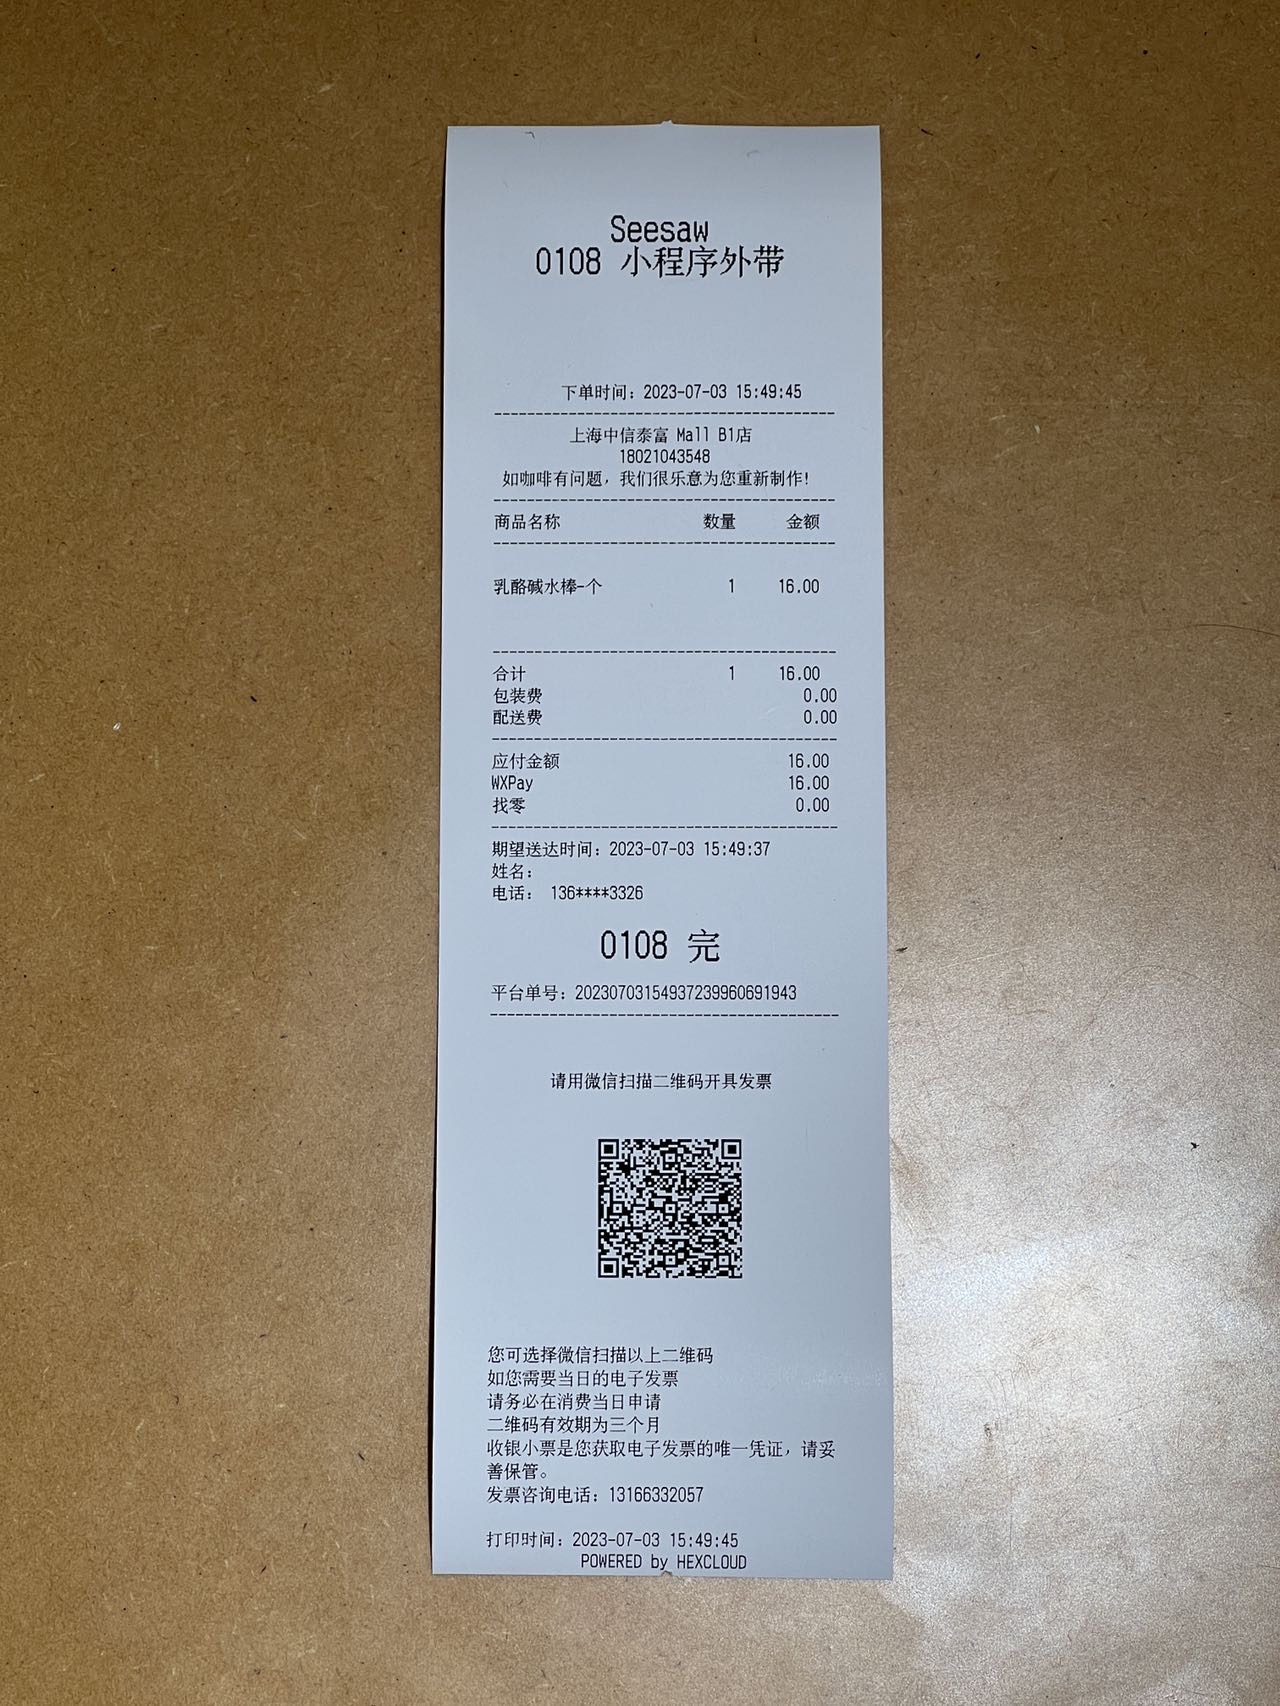 Seesaw
0108 小程序外带
下单时间：2023-07-03 15:49:45
上海中信泰富 Mall B1店
18021043548
如咖啡有问题，我们很乐意为您重新制作！
商品名称 数量 金额
乳酪碱水棒-个 1 16.00
合计 1 16.00
包装费 0.00
配送费 0.00
应付金额 16.00
WXPay 16.00
找零 0.00
期望送达时间：2023-07-03 15:49:37
姓名：
电话： 136****3326
0108 完
平台单号：20230703154937239960691943
请用微信扫描二维码开具发票
您可选择微信扫描以上二维码
如您需要当日的电子发票
请务必在消费当日申请
二维码有效期为三个月
收银小票是您获取电子发票的唯一凭证，请妥
善保管。
发票咨询电话：13166332057
打印时间：2023-07-03 15:49:45
POWERED by HEXCLOUD